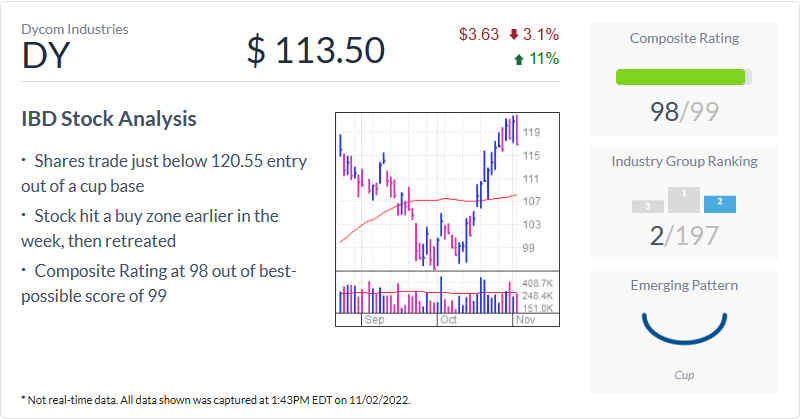 Dycom Industries
DY
$ 113.50
$3.63 3.1%
11%
IBD Stock Analysis
· Shares trade just below 120.55 entry
out of a cup base
· Stock hit a buy zone earlier in the
week, then retreated
· Composite Rating at 98 out of best-
possible score of 99
119
115
111
107
103
99
408.7K
248.4K
151.0K
Sep Oct Nov
Composite Rating
98/99
Industry Group Ranking
3 1 2
2/197
Emerging Pattern
Cup
* Not real-time data. All data shown was captured at 1:43PM EDT on 11/02/2022.